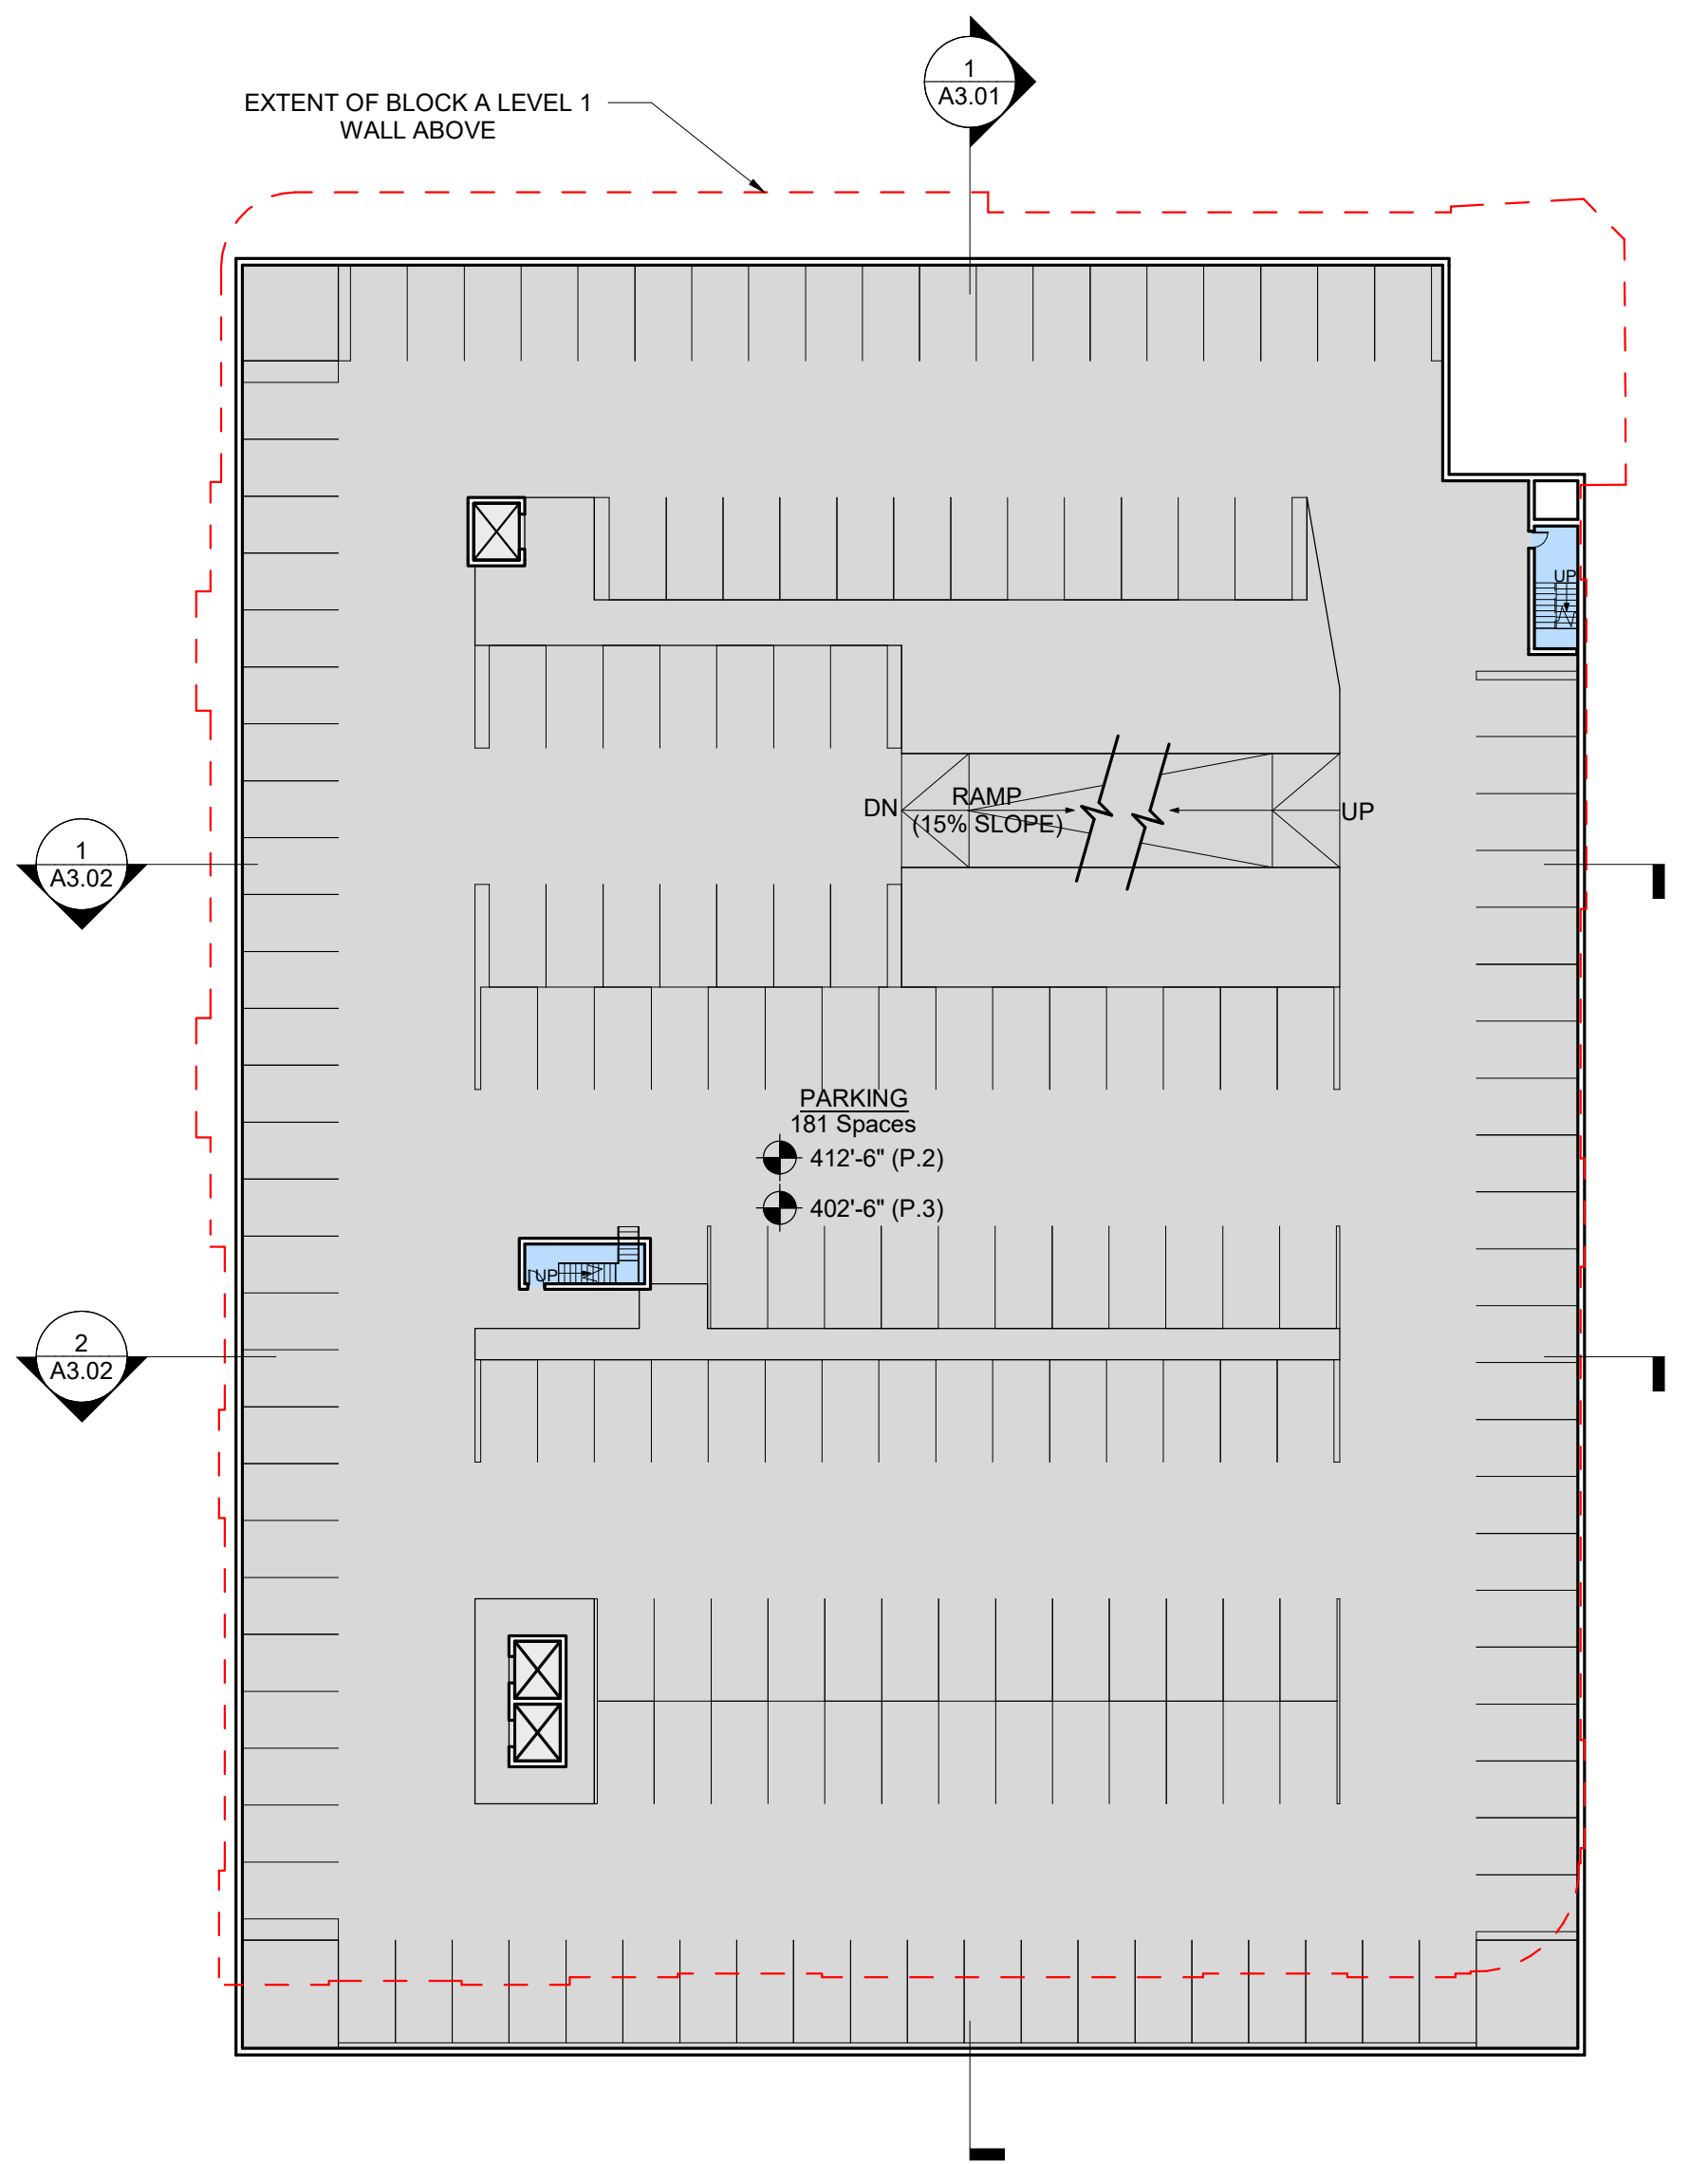 1
A3.01
EXTENT OF BLOCK A LEVEL 1
WALL ABOVE
UP
DN
RAMP
(15% SLOPE)
UP
1
A3.02
PARKING
181 Spaces
412'-6" (P.2)
402'-6" (P.3)
UP
2
A3.02